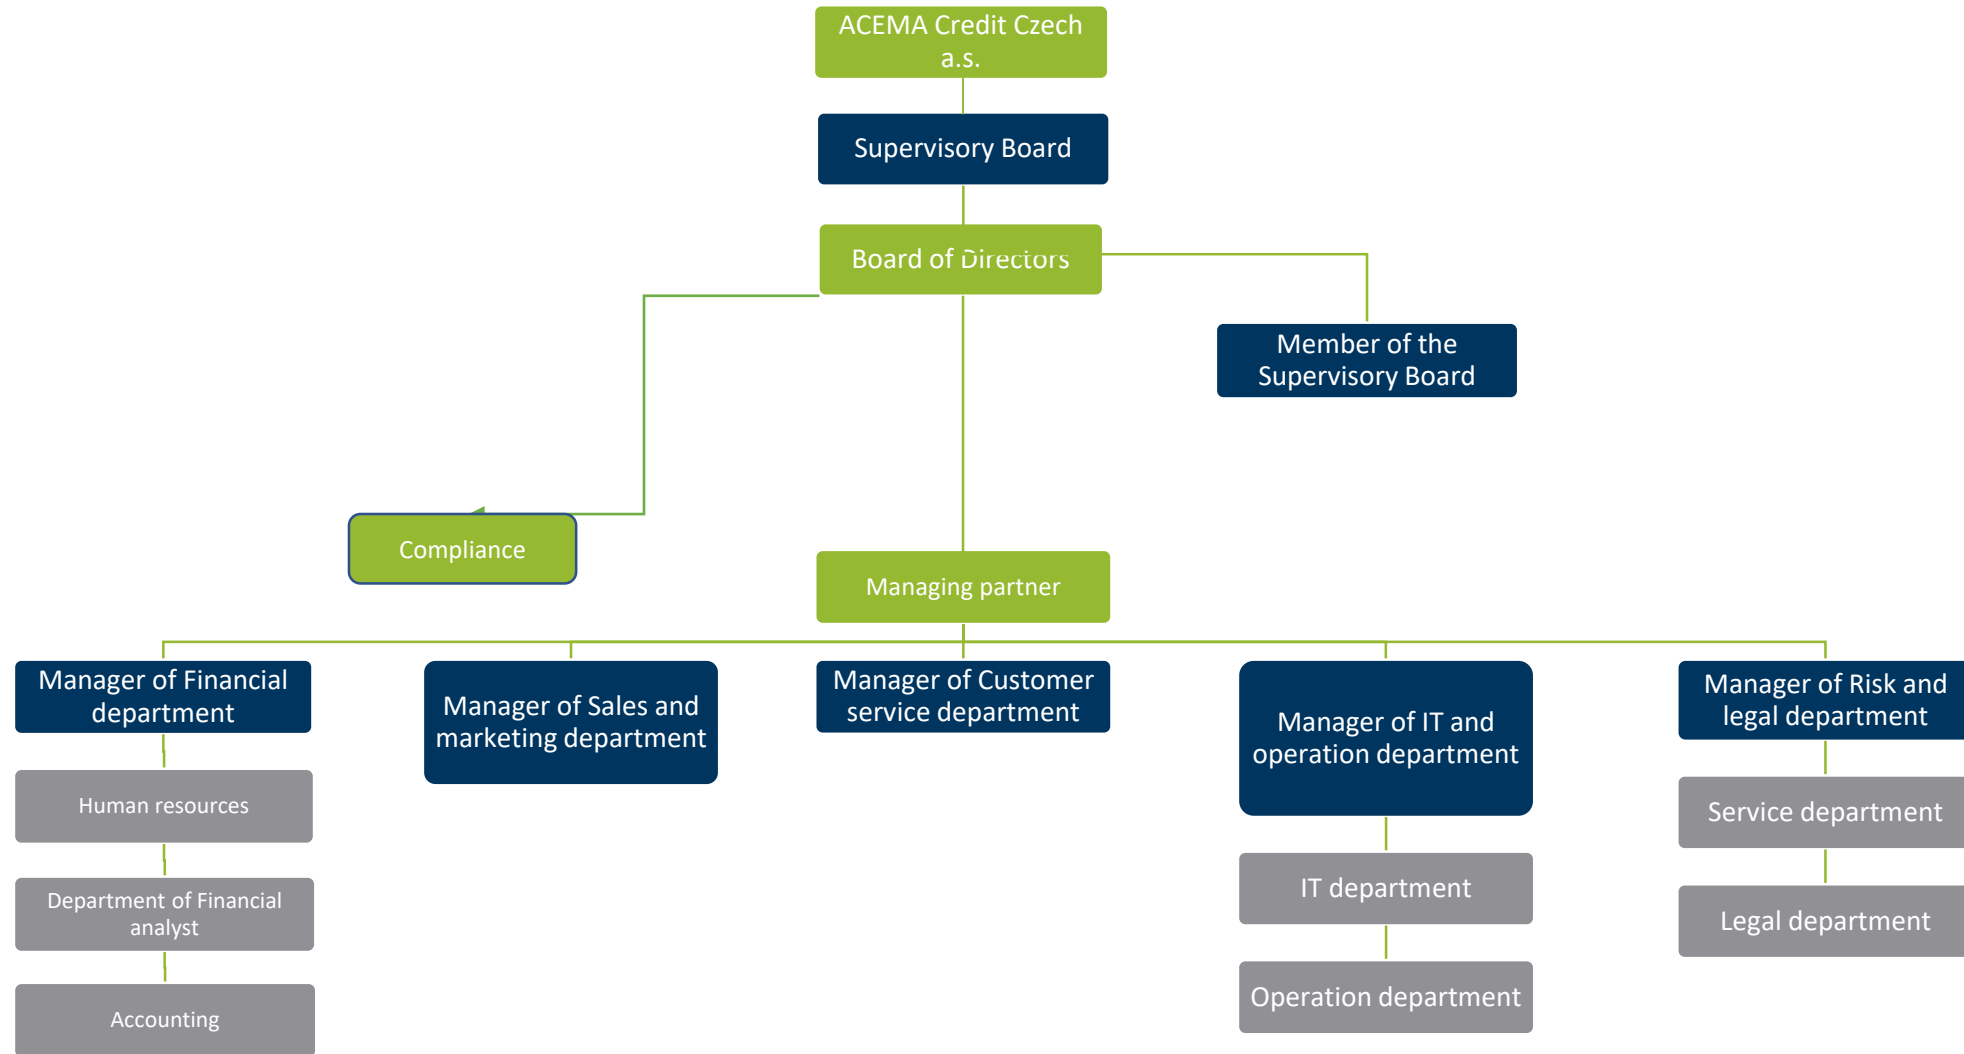 ACEMA Credit Czech
a.s.
Supervisory Board
Board of Directors
Member of the
Supervisory Board
Compliance
Managing partner
Manager of Financial
department
Manager of Sales and
marketing department
Manager of Customer
service department
Manager of IT and
operation department
Manager of Risk and
legal department
Human resources
Department of Financial
analyst
Accounting
IT department
Operation department
Service department
Legal department